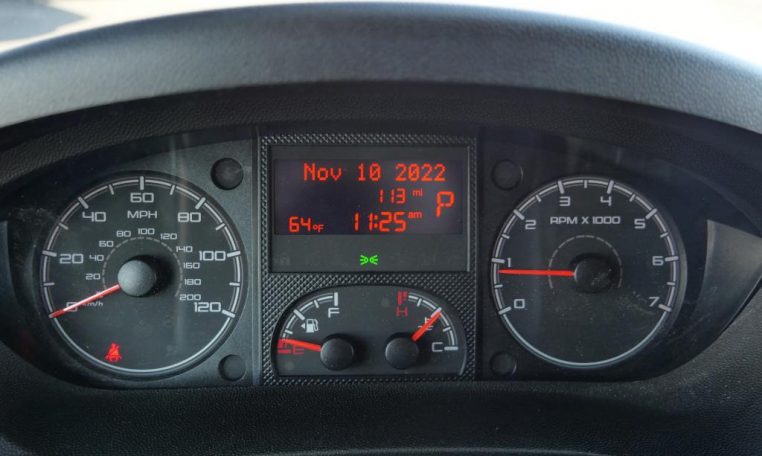 Nov 10 2022
113 mi
P
64°F 11:25 am
60
40 80
MPH
20 100
0 120
100
80 120
60 140
40 160
20 180
0 200
km/h
F
E
H
C
3 4
2 5
RPM X 1000
1 6
0 7